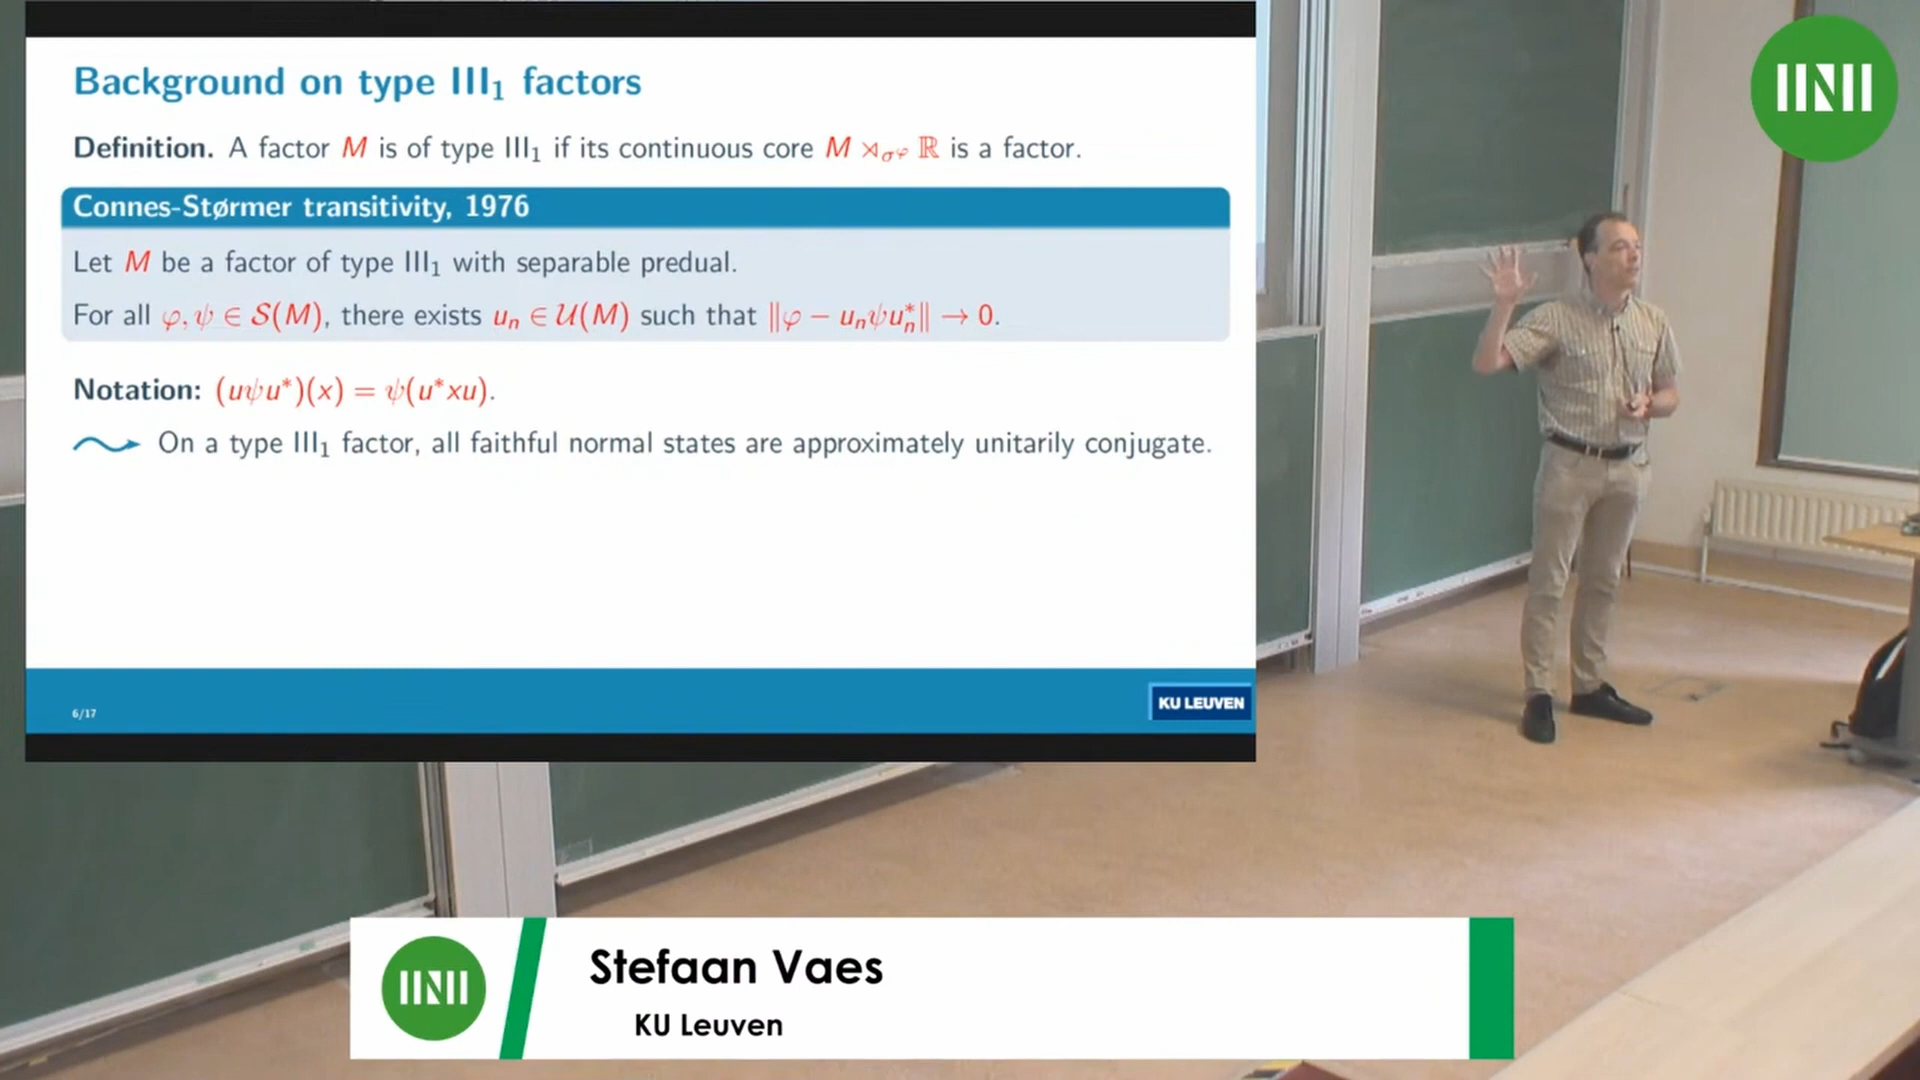 Background on type III₁ factors
Definition. A factor M is of type III₁ if its continuous core M ⋊_{σ^φ} ℝ is a factor.
Connes-Størmer transitivity, 1976
Let M be a factor of type III₁ with separable predual.
For all φ, ψ ∈ S(M), there exists uₙ ∈ U(M) such that ‖φ − uₙψuₙ*‖ → 0.
Notation: (uψu*)(x) = ψ(u*xu).
On a type III₁ factor, all faithful normal states are approximately unitarily conjugate.
6/17
KU LEUVEN
Stefaan Vaes
KU Leuven